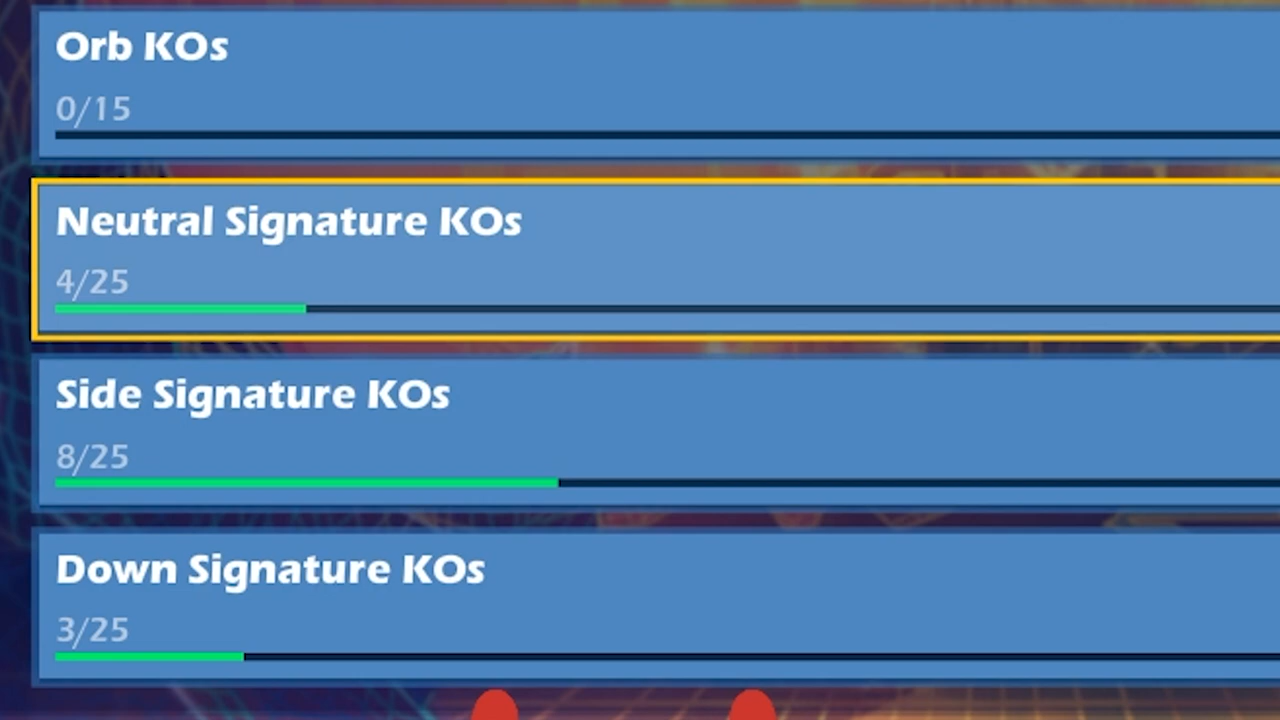 Orb KOs
0/15
Neutral Signature KOs
4/25
Side Signature KOs
8/25
Down Signature KOs
3/25